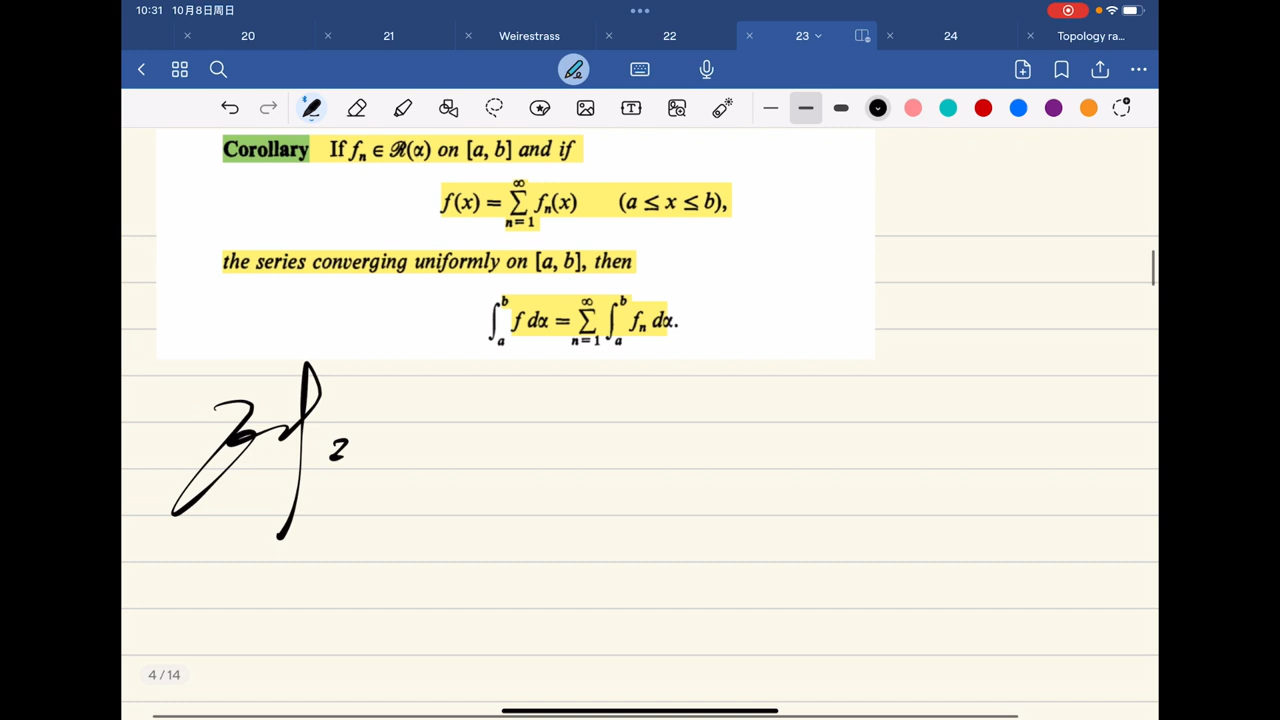 10:31 10月8日周日
20 21 Weirestrass 22 23 24 Topology ra...
Corollary If fₙ ∈ ℛ(α) on [a, b] and if
f(x) = ∑_{n=1}^{∞} fₙ(x) (a ≤ x ≤ b),
the series converging uniformly on [a, b], then
∫_a^b f dα = ∑_{n=1}^{∞} ∫_a^b fₙ dα.
4 / 14